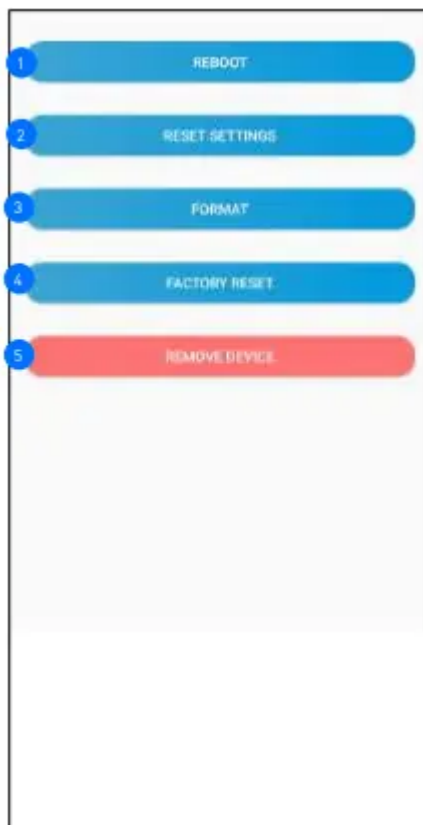 1 REBOOT
2 RESET SETTINGS
3 FORMAT
4 FACTORY RESET
5 REMOVE DEVICE